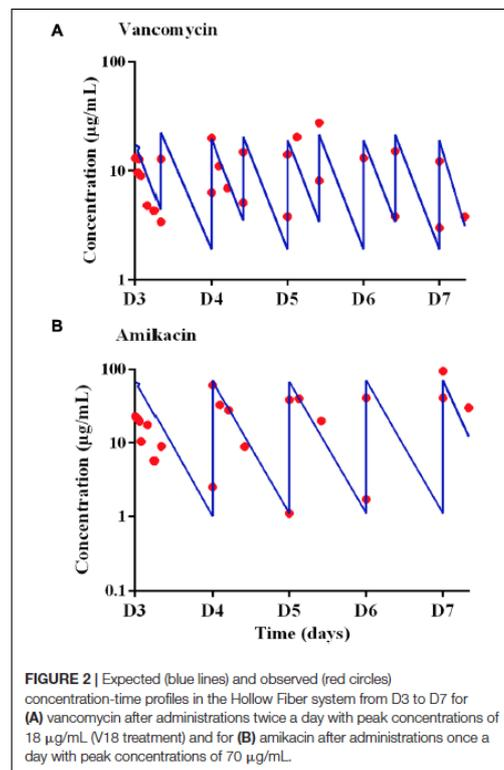 A
Vancomycin
100
10
1
Concentration (µg/mL)
D3 D4 D5 D6 D7
B
Amikacin
100
10
1
0.1
Concentration (µg/mL)
D3 D4 D5 D6 D7
Time (days)
FIGURE 2 | Expected (blue lines) and observed (red circles)
concentration-time profiles in the Hollow Fiber system from D3 to D7 for
(A) vancomycin after administrations twice a day with peak concentrations of
18 µg/mL (V18 treatment) and for (B) amikacin after administrations once a
day with peak concentrations of 70 µg/mL.